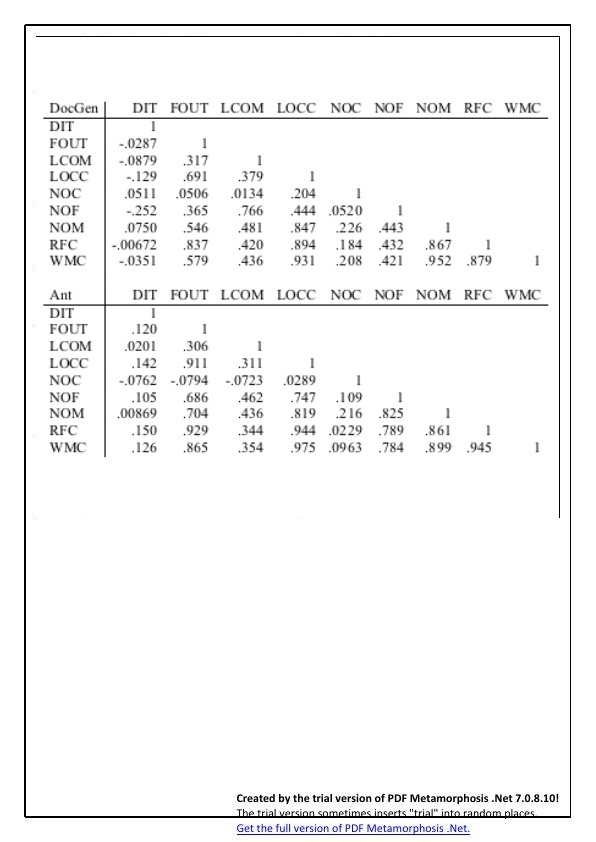 DocGen DIT FOUT LCOM LOCC NOC NOF NOM RFC WMC
DIT 1
FOUT -.0287 1
LCOM -.0879 .317 1
LOCC -.129 .691 .379 1
NOC .0511 .0506 .0134 .204 1
NOF -.252 .365 .766 .444 .0520 1
NOM .0750 .546 .481 .847 .226 .443 1
RFC -.00672 .837 .420 .894 .184 .432 .867 1
WMC -.0351 .579 .436 .931 .208 .421 .952 .879 1
Ant DIT FOUT LCOM LOCC NOC NOF NOM RFC WMC
DIT 1
FOUT .120 1
LCOM .0201 .306 1
LOCC .142 .911 .311 1
NOC -.0762 -.0794 -.0723 .0289 1
NOF .105 .686 .462 .747 .109 1
NOM .00869 .704 .436 .819 .216 .825 1
RFC .150 .929 .344 .944 .0229 .789 .861 1
WMC .126 .865 .354 .975 .0963 .784 .899 .945 1
Created by the trial version of PDF Metamorphosis .Net 7.0.8.10!
The trial version sometimes inserts "trial" into random places.
Get the full version of PDF Metamorphosis .Net.